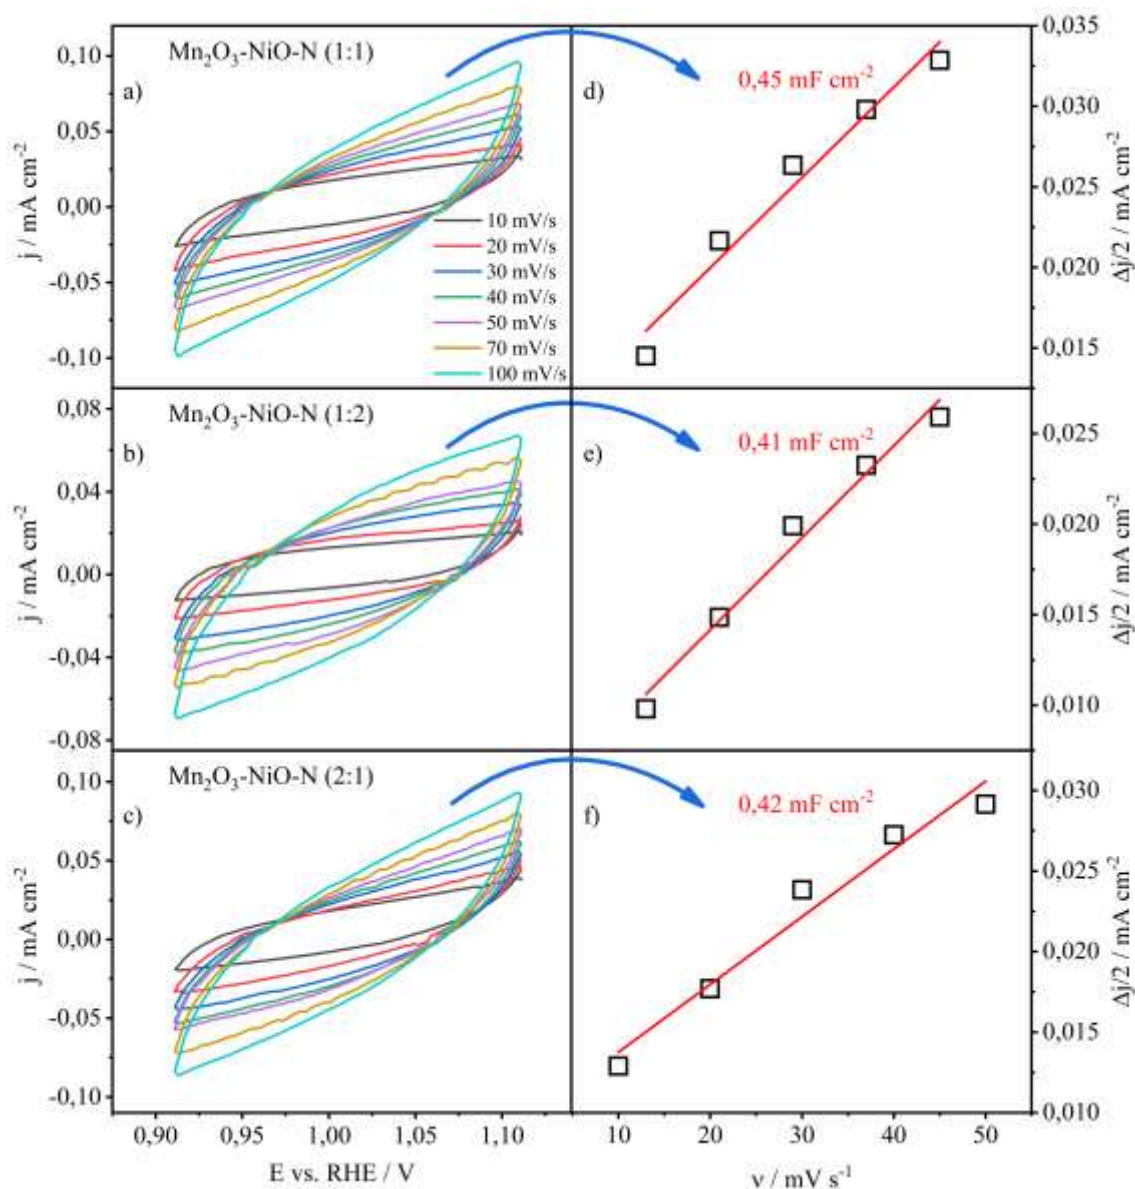 Mn₂O₃-NiO-N (1:1)
a)
0,10
0,05
0,00
-0,05
-0,10
j / mA cm⁻²
10 mV/s
20 mV/s
30 mV/s
40 mV/s
50 mV/s
70 mV/s
100 mV/s
d)
0,45 mF cm⁻²
0,035
0,030
0,025
0,020
0,015
Δj/2 / mA cm⁻²
Mn₂O₃-NiO-N (1:2)
b)
0,08
0,04
0,00
-0,04
-0,08
j / mA cm⁻²
e)
0,41 mF cm⁻²
0,025
0,020
0,015
0,010
Δj/2 / mA cm⁻²
Mn₂O₃-NiO-N (2:1)
c)
0,10
0,05
0,00
-0,05
-0,10
j / mA cm⁻²
f)
0,42 mF cm⁻²
0,030
0,025
0,020
0,015
0,010
Δj/2 / mA cm⁻²
0,90 0,95 1,00 1,05 1,10
E vs. RHE / V
10 20 30 40 50
ν / mV s⁻¹